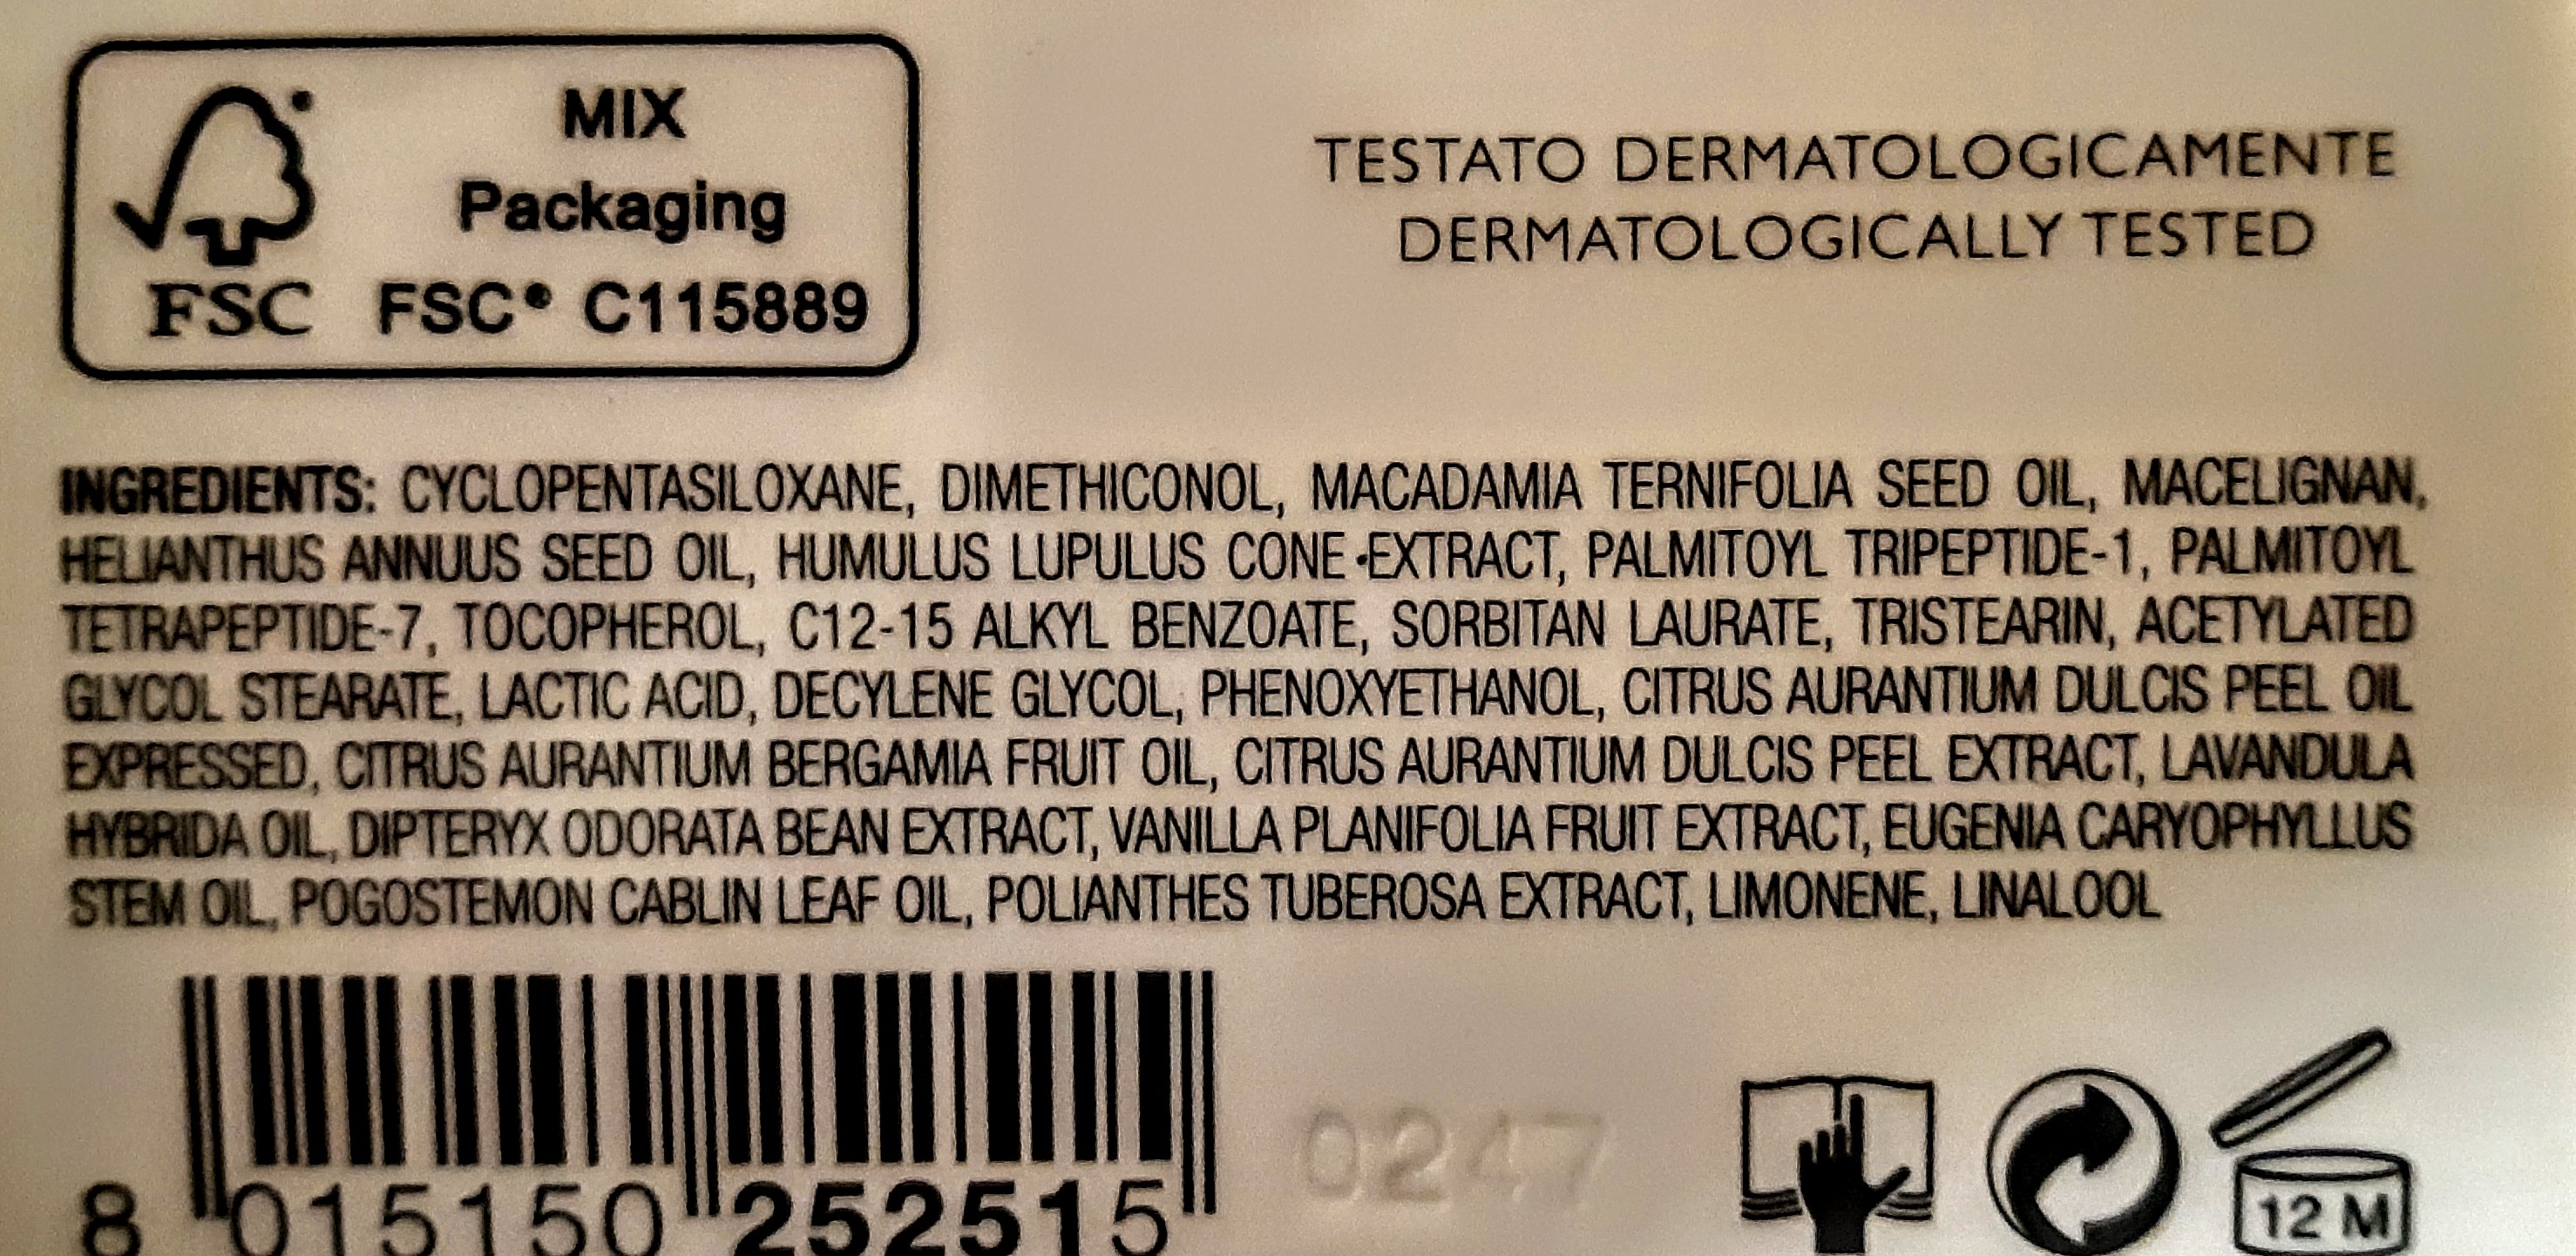 MIX
Packaging
FSC FSC® C115889
TESTATO DERMATOLOGICAMENTE
DERMATOLOGICALLY TESTED
INGREDIENTS: CYCLOPENTASILOXANE, DIMETHICONOL, MACADAMIA TERNIFOLIA SEED OIL, MACELIGNAN,
HELIANTHUS ANNUUS SEED OIL, HUMULUS LUPULUS CONE EXTRACT, PALMITOYL TRIPEPTIDE-1, PALMITOYL
TETRAPEPTIDE-7, TOCOPHEROL, C12-15 ALKYL BENZOATE, SORBITAN LAURATE, TRISTEARIN, ACETYLATED
GLYCOL STEARATE, LACTIC ACID, DECYLENE GLYCOL, PHENOXYETHANOL, CITRUS AURANTIUM DULCIS PEEL OIL
EXPRESSED, CITRUS AURANTIUM BERGAMIA FRUIT OIL, CITRUS AURANTIUM DULCIS PEEL EXTRACT, LAVANDULA
HYBRIDA OIL, DIPTERYX ODORATA BEAN EXTRACT, VANILLA PLANIFOLIA FRUIT EXTRACT, EUGENIA CARYOPHYLLUS
STEM OIL, POGOSTEMON CABLIN LEAF OIL, POLIANTHES TUBEROSA EXTRACT, LIMONENE, LINALOOL
0247
12 M
8 015150 252515